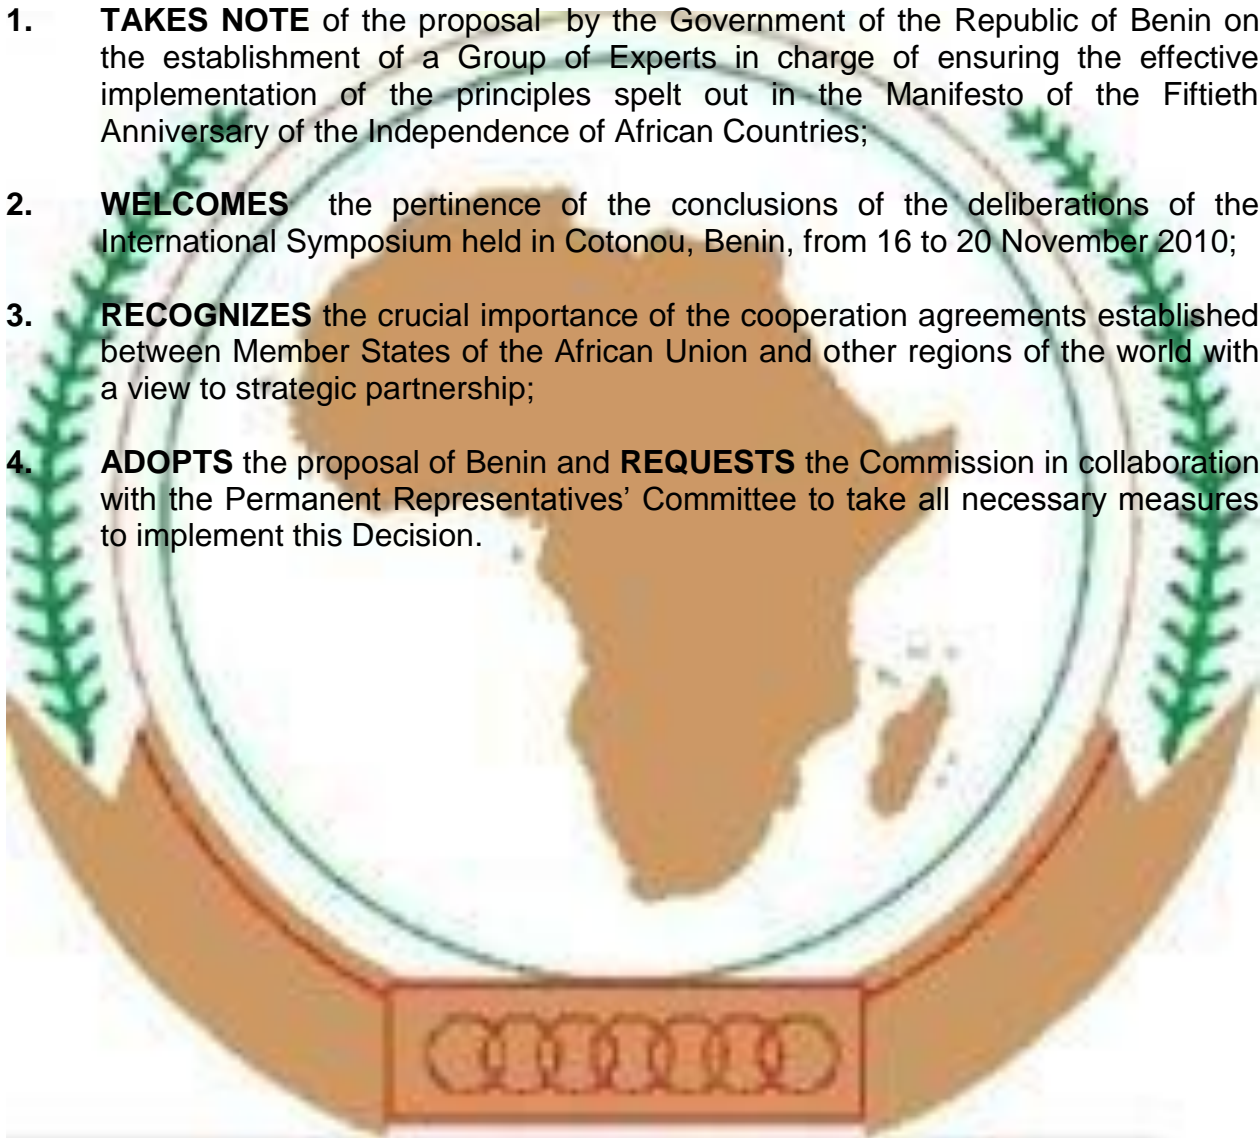 1. TAKES NOTE of the proposal by the Government of the Republic of Benin on
the establishment of a Group of Experts in charge of ensuring the effective
implementation of the principles spelt out in the Manifesto of the Fiftieth
Anniversary of the Independence of African Countries;
2. WELCOMES the pertinence of the conclusions of the deliberations of the
International Symposium held in Cotonou, Benin, from 16 to 20 November 2010;
3. RECOGNIZES the crucial importance of the cooperation agreements established
between Member States of the African Union and other regions of the world with
a view to strategic partnership;
4. ADOPTS the proposal of Benin and REQUESTS the Commission in collaboration
with the Permanent Representatives’ Committee to take all necessary measures
to implement this Decision.